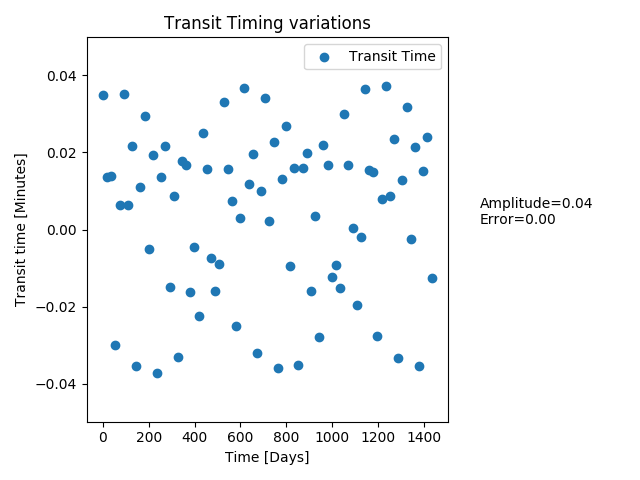 Transit Timing variations
Transit Time
0.04
0.02
0.00
−0.02
−0.04
Transit time [Minutes]
0 200 400 600 800 1000 1200 1400
Time [Days]
Amplitude=0.04
Error=0.00